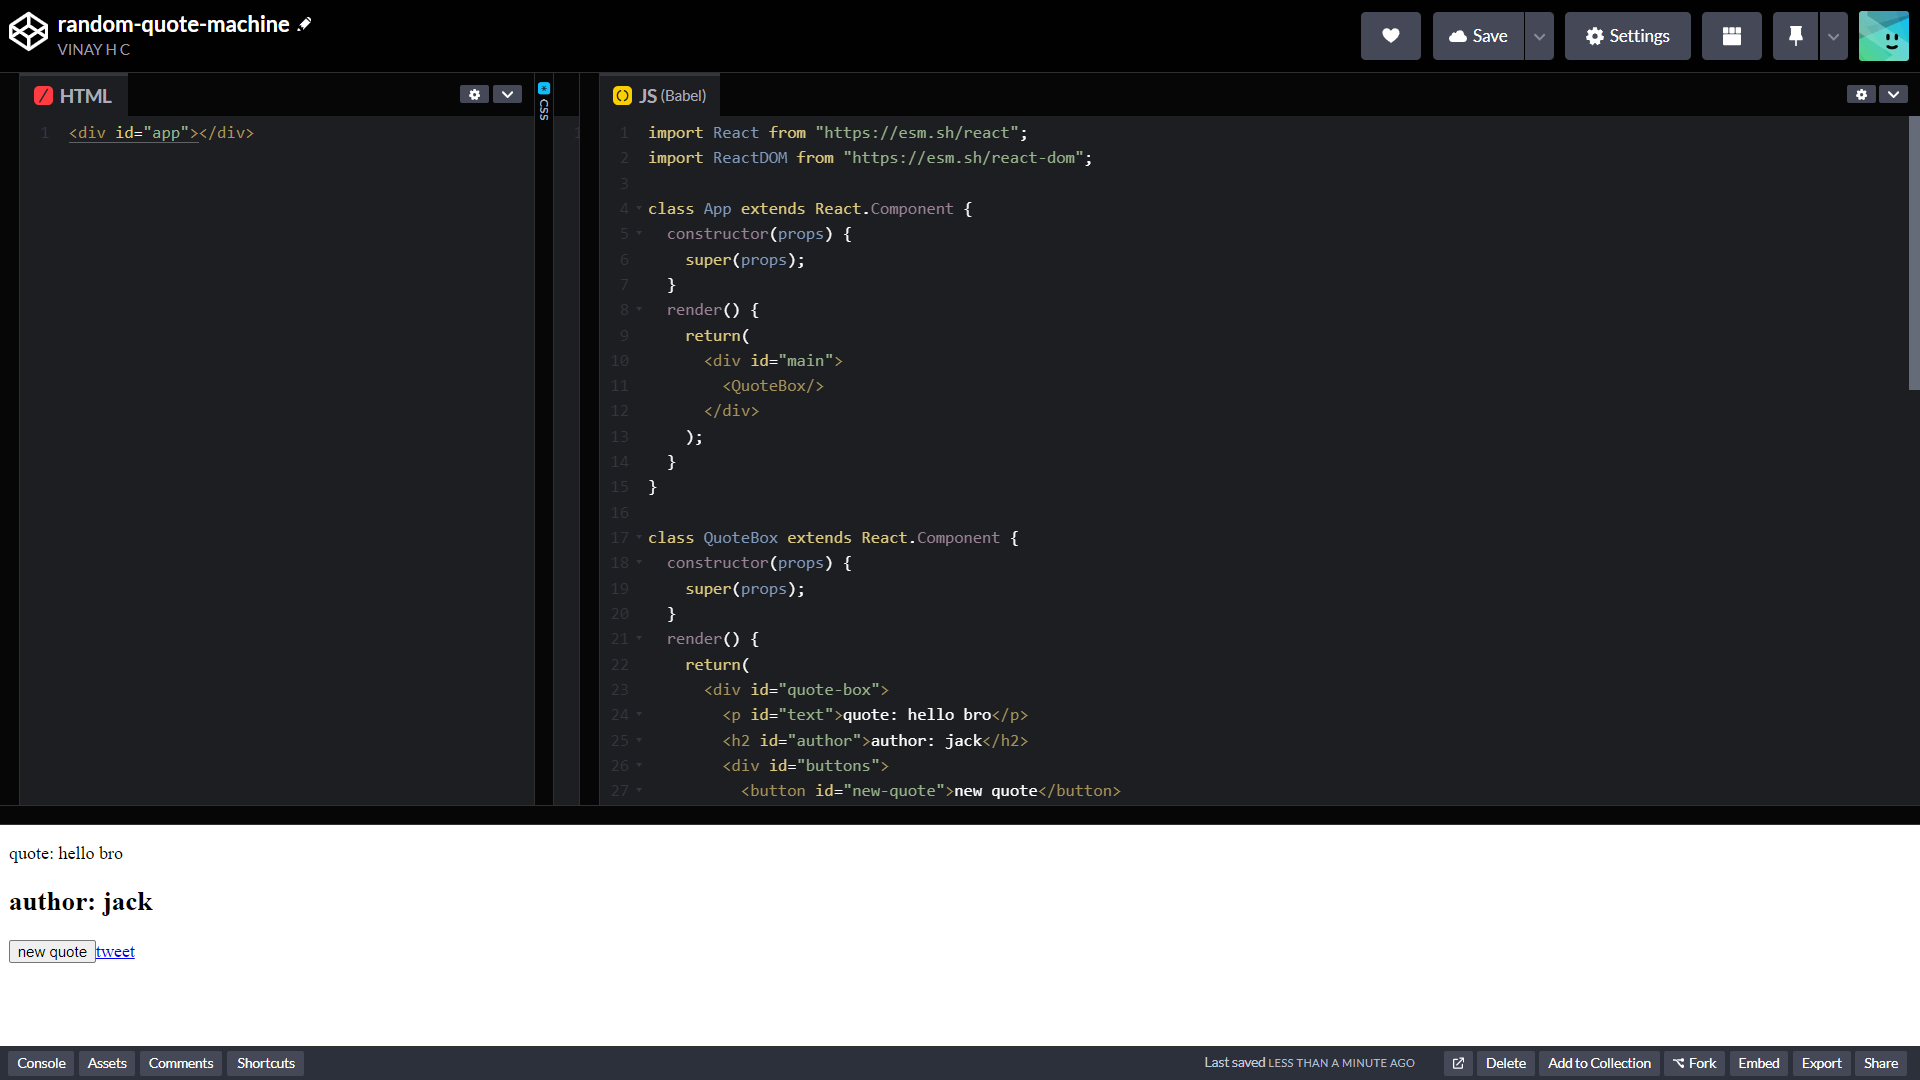 random-quote-machine
VINAY H C
Save
Settings
HTML
CSS
JS (Babel)
1 <div id="app"></div>
1
1 import React from "https://esm.sh/react";
2 import ReactDOM from "https://esm.sh/react-dom";
3
4 class App extends React.Component {
5 constructor(props) {
6 super(props);
7 }
8 render() {
9 return(
10 <div id="main">
11 <QuoteBox/>
12 </div>
13 );
14 }
15 }
16
17 class QuoteBox extends React.Component {
18 constructor(props) {
19 super(props);
20 }
21 render() {
22 return(
23 <div id="quote-box">
24 <p id="text">quote: hello bro</p>
25 <h2 id="author">author: jack</h2>
26 <div id="buttons">
27 <button id="new-quote">new quote</button>
quote: hello bro
author: jack
new quote tweet
Console Assets Comments Shortcuts Last saved LESS THAN A MINUTE AGO Delete Add to Collection Fork Embed Export Share